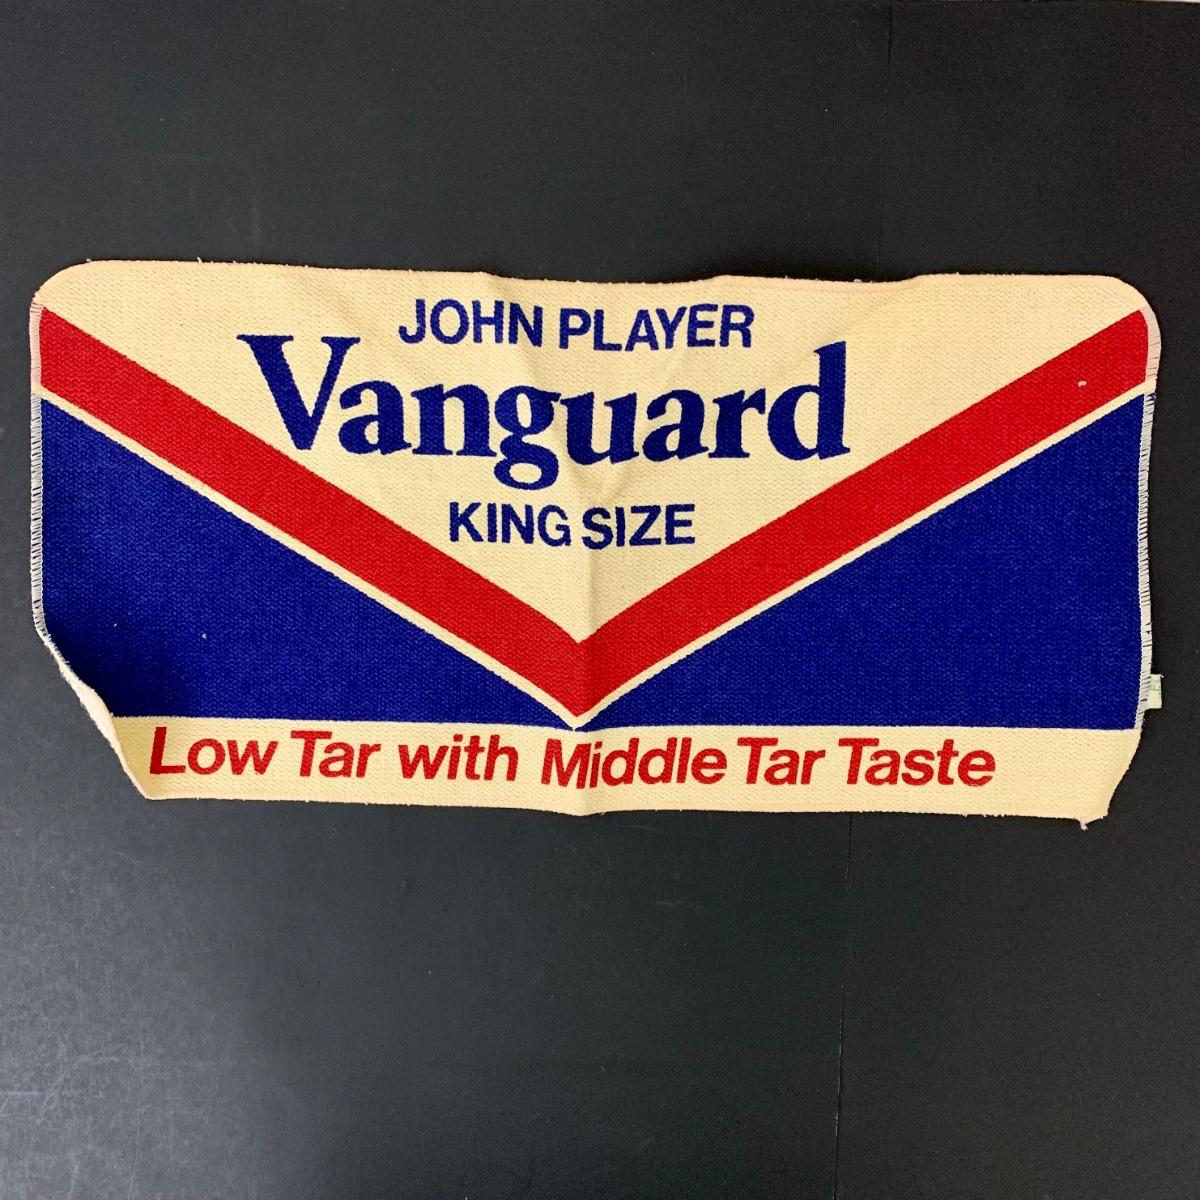 JOHN PLAYER
Vanguard
KING SIZE
Low Tar with Middle Tar Taste